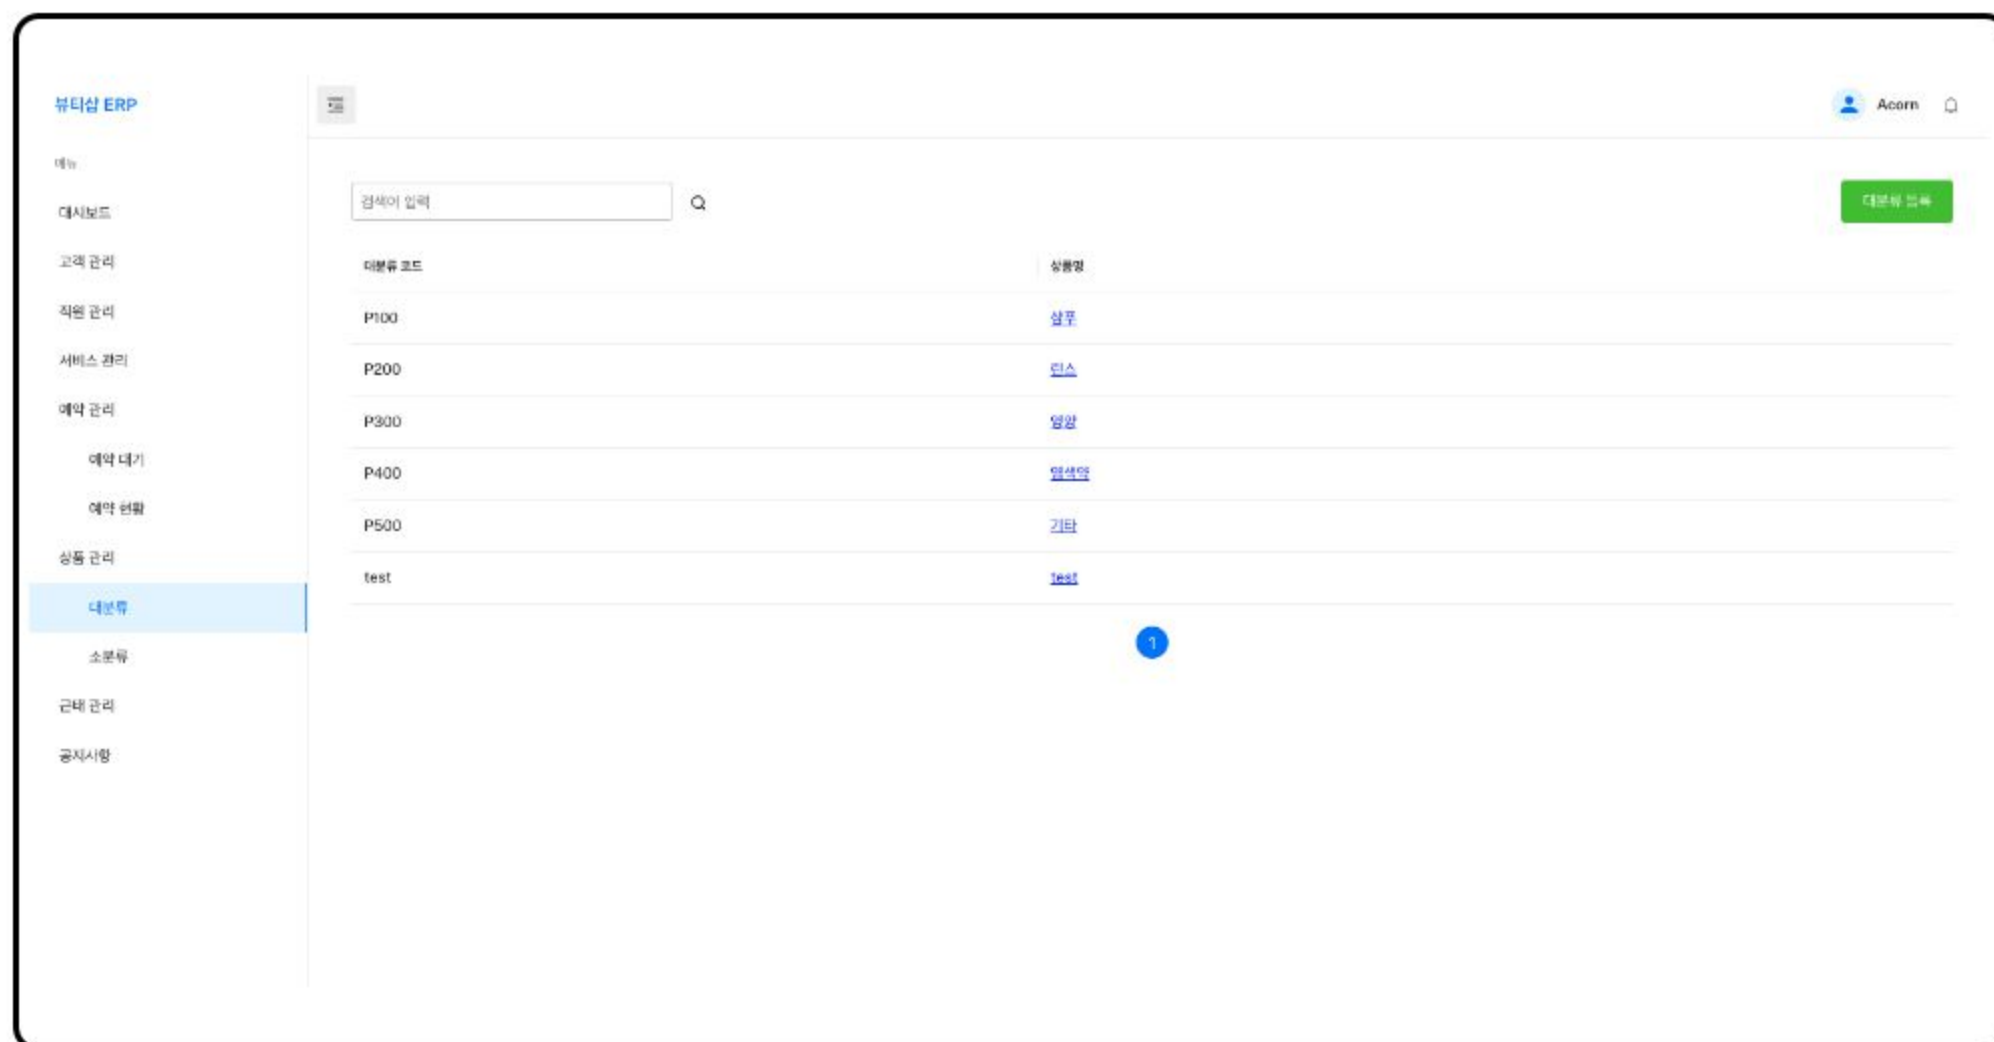 뷰티샵 ERP
Acorn
메뉴
대시보드
고객 관리
직원 관리
서비스 관리
예약 관리
예약 대기
예약 현황
상품 관리
대분류
소분류
근태 관리
공지사항
검색어 입력
대분류 등록
대분류 코드 상품명
P100 샴푸
P200 린스
P300 영양
P400 염색약
P500 기타
test test
1